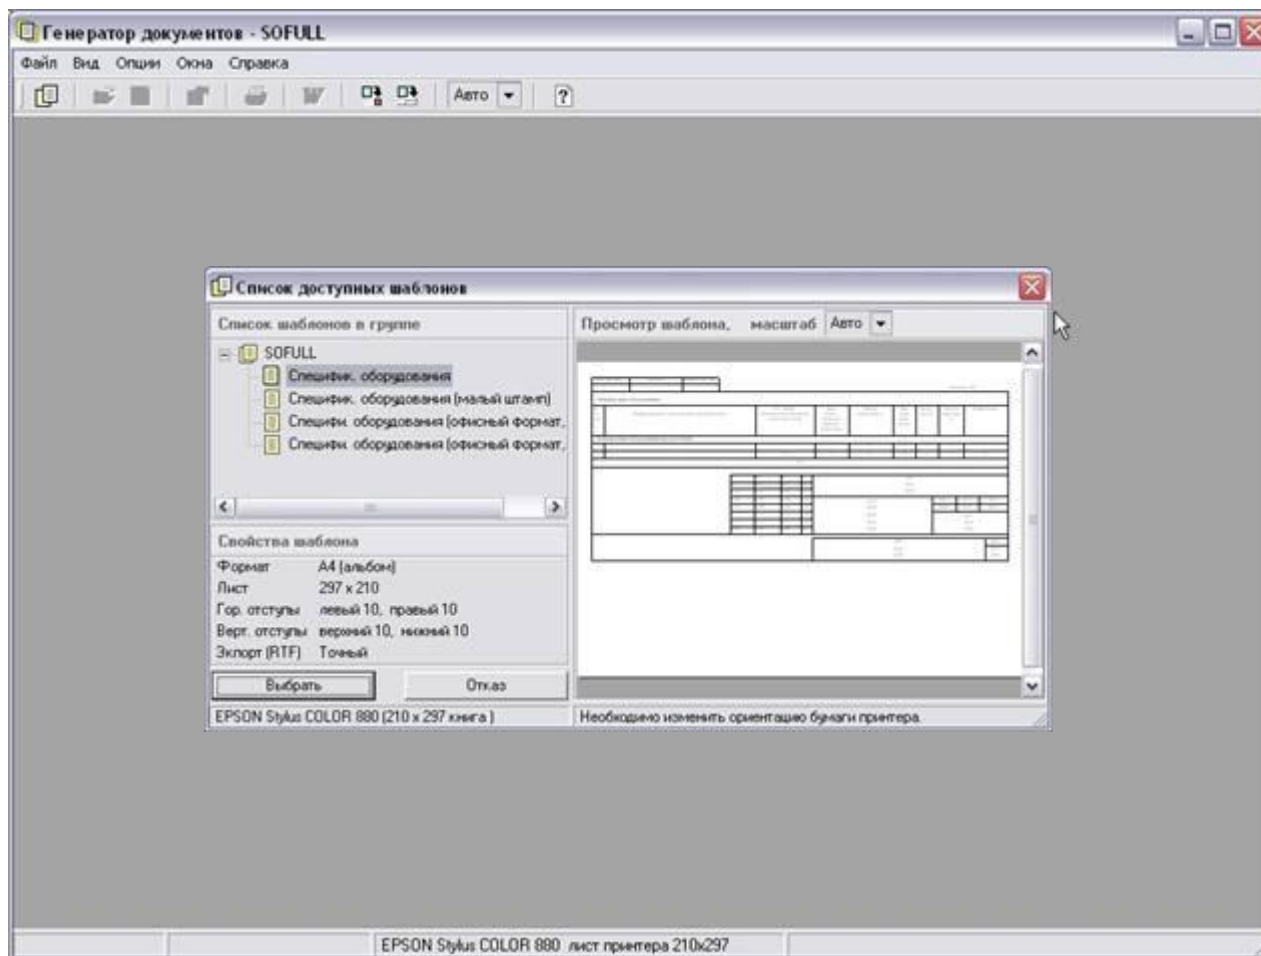 Генератор документов - SOFULL
Файл Вид Опции Окна Справка
Авто
Список доступных шаблонов
Список шаблонов в группе
SOFULL
Специфик. оборудования
Специфик. оборудования (малый штамп)
Специфи. оборудования (офисный формат,
Специфи. оборудования (офисный формат,
Свойства шаблона
Формат А4 (альбом)
Лист 297 x 210
Гор. отступы левый 10, правый 10
Верт. отступы верхний 10, нижний 10
Экпорт (RTF) Точный
Выбрать Отказ
EPSON Stylus COLOR 880 (210 x 297 книга )
Просмотр шаблона, масштаб Авто
Необходимо изменить ориентацию бумаги принтера.
EPSON Stylus COLOR 880 лист принтера 210x297